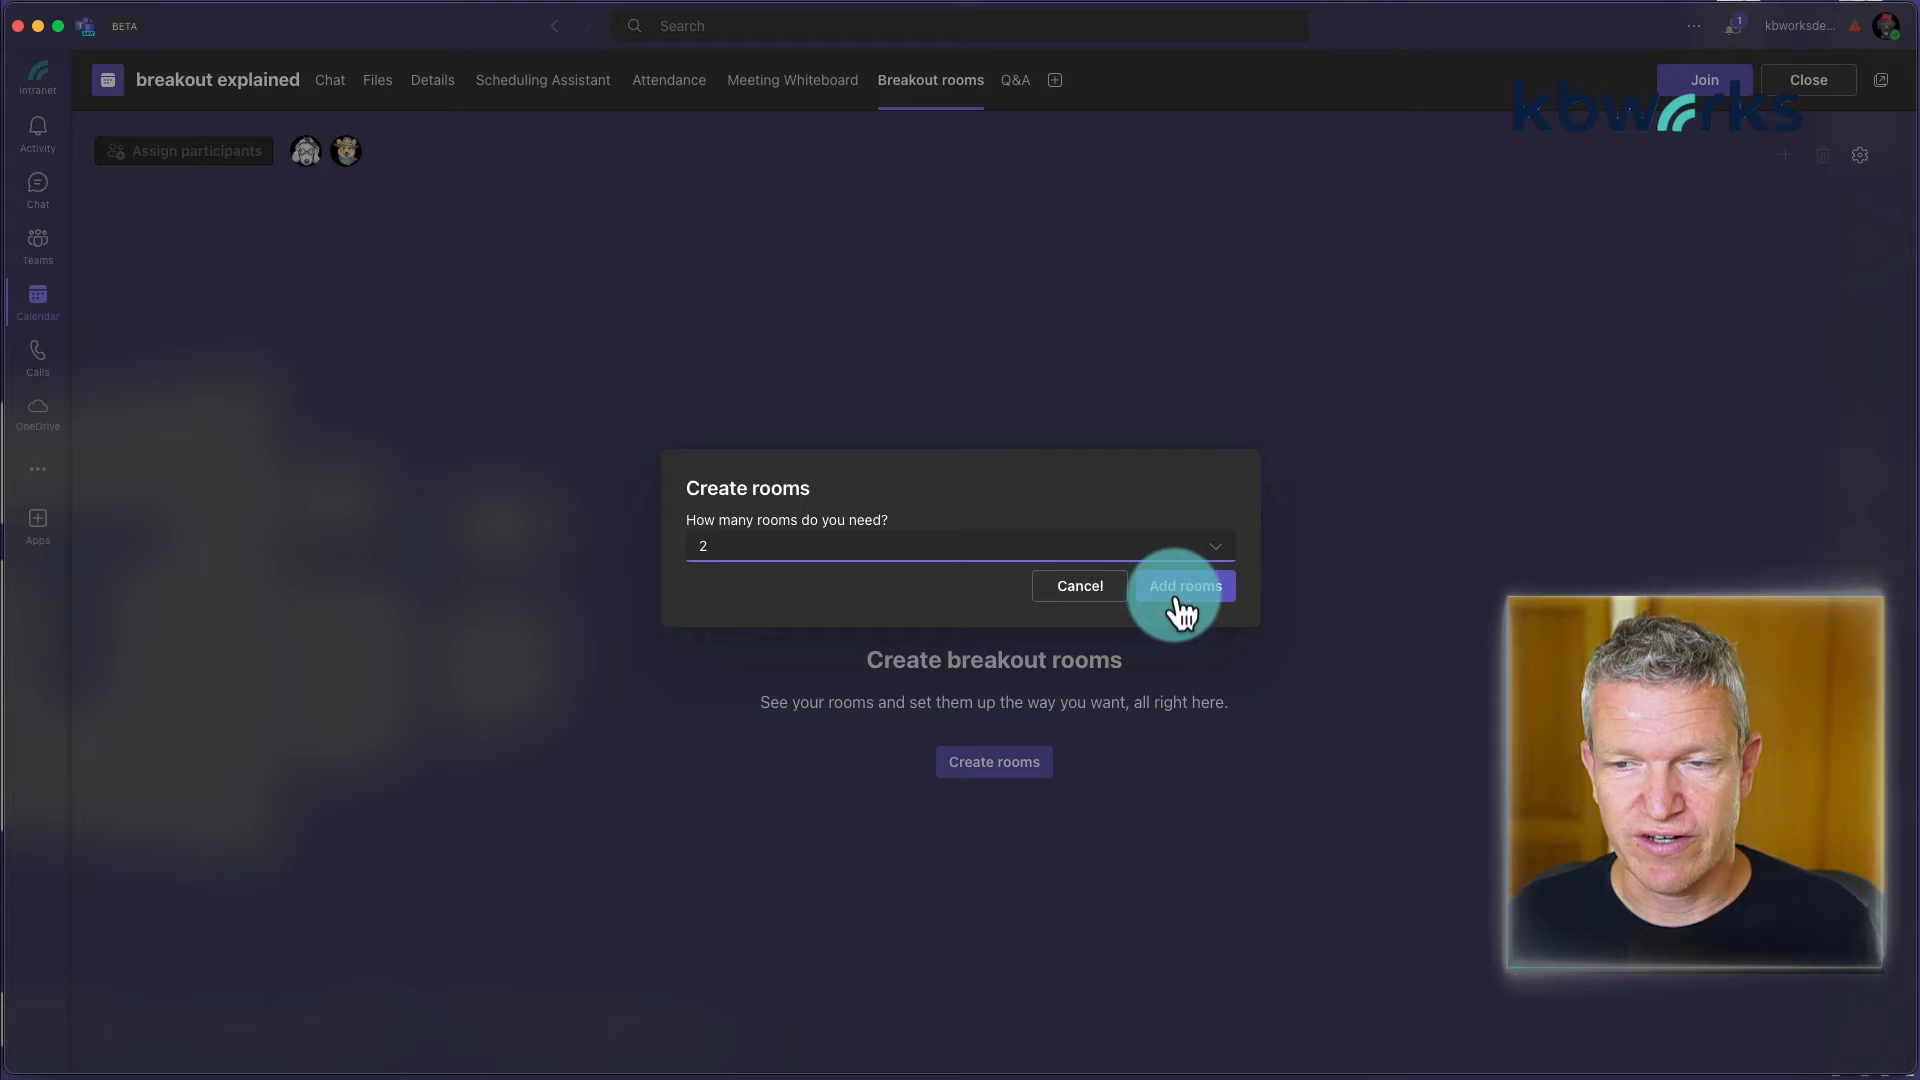 BETA
Search
1
kbworksde...
breakout explained
Chat
Files
Details
Scheduling Assistant
Attendance
Meeting Whiteboard
Breakout rooms
Q&A
Join
Close
kbworks
Assign participants
intranet
Activity
Chat
Teams
Calendar
Calls
OneDrive
Apps
Create rooms
How many rooms do you need?
2
Cancel
Add rooms
Create breakout rooms
See your rooms and set them up the way you want, all right here.
Create rooms